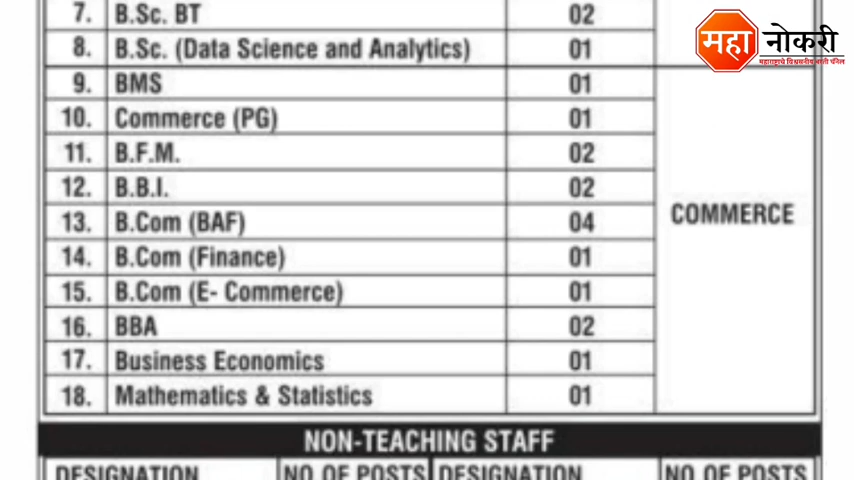 7. B.Sc. BT 02
8. B.Sc. (Data Science and Analytics) 01
महा नोकरी
9. BMS 01
10. Commerce (PG) 01
11. B.F.M. 02
12. B.B.I. 02
13. B.Com (BAF) 04
COMMERCE
14. B.Com (Finance) 01
15. B.Com (E- Commerce) 01
16. BBA 02
17. Business Economics 01
18. Mathematics & Statistics 01
NON-TEACHING STAFF
DESIGNATION NO. OF POSTS DESIGNATION NO. OF POSTS